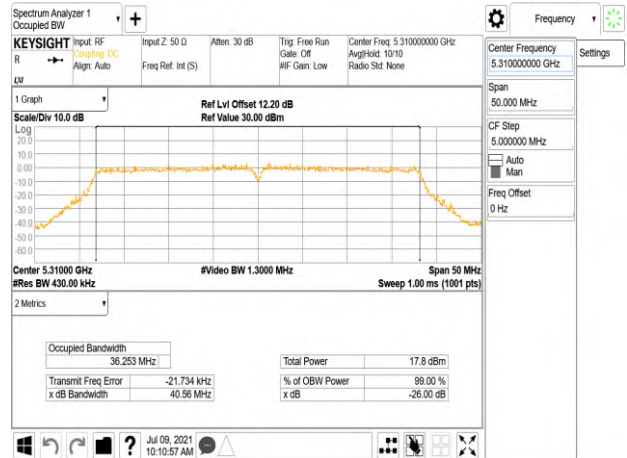 Spectrum Analyzer 1
Occupied BW
+
Frequency
KEYSIGHT
R
Input: RF
Coupling: DC
Align: Auto
Input Z: 50 Ω
Freq Ref: Int (S)
Atten: 30 dB
Trig: Free Run
Gate: Off
#IF Gain: Low
Center Freq: 5.310000000 GHz
Avg|Hold: 10/10
Radio Std: None
LXI
Center Frequency
5.310000000 GHz
Settings
Span
50.000 MHz
CF Step
5.000000 MHz
Auto
Man
Freq Offset
0 Hz
1 Graph
Scale/Div 10.0 dB
Ref Lvl Offset 12.20 dB
Ref Value 30.00 dBm
Log
20.0
10.0
0.00
-10.0
-20.0
-30.0
-40.0
-50.0
-60.0
Center 5.31000 GHz
#Res BW 430.00 kHz
#Video BW 1.3000 MHz
Span 50 MHz
Sweep 1.00 ms (1001 pts)
2 Metrics
Occupied Bandwidth
36.253 MHz
Total Power 17.8 dBm
Transmit Freq Error -21.734 kHz
% of OBW Power 99.00 %
x dB Bandwidth 40.56 MHz
x dB -26.00 dB
?
Jul 09, 2021
10:10:57 AM